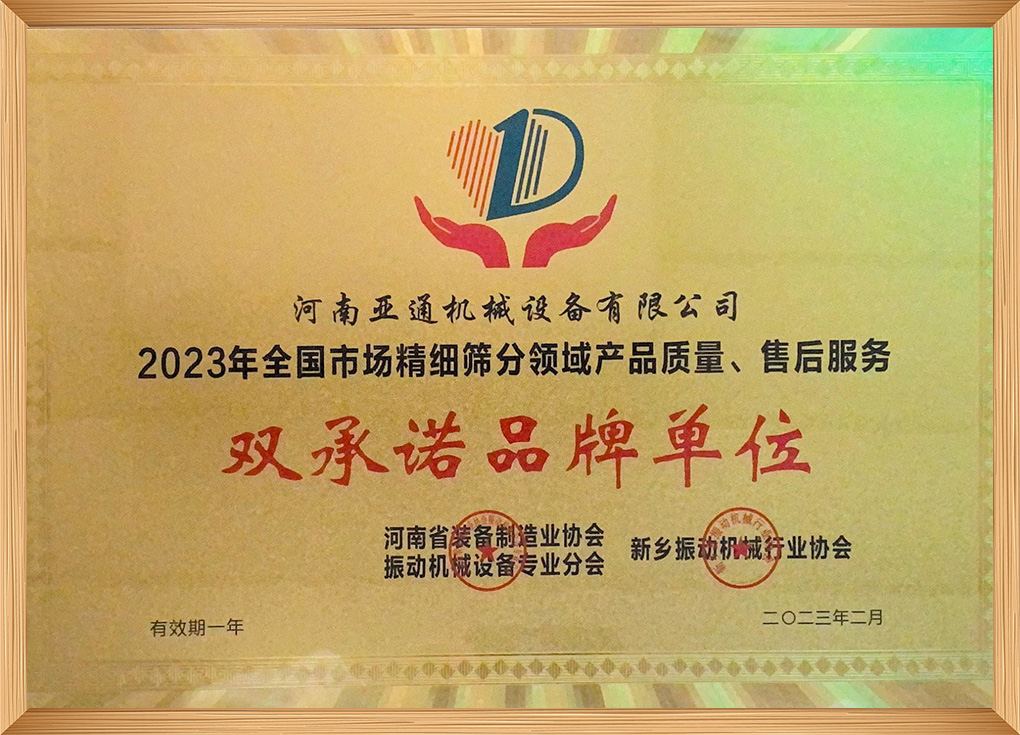 河南亚通机械设备有限公司
2023年全国市场精细筛分领域产品质量、售后服务
双承诺品牌单位
河南省装备制造业协会
振动机械设备专业分会
新乡振动机械行业协会
有效期一年
二〇二三年二月